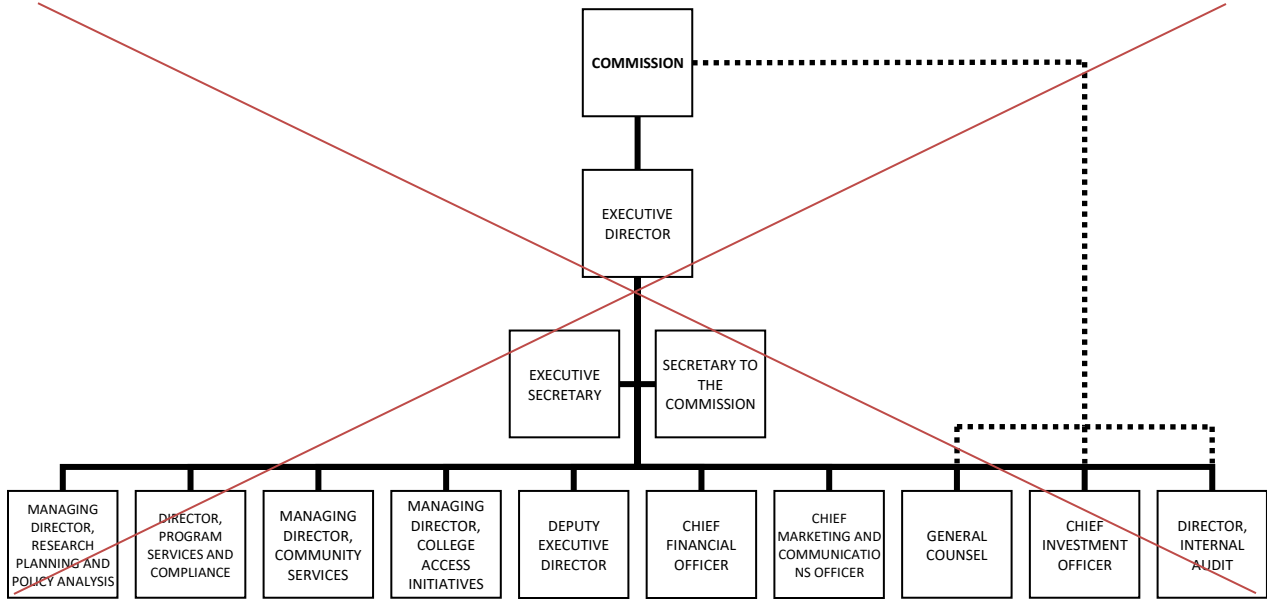 COMMISSION
EXECUTIVE
DIRECTOR
EXECUTIVE
SECRETARY
SECRETARY TO
THE
COMMISSION
MANAGING
DIRECTOR,
RESEARCH
PLANNING AND
POLICY ANALYSIS
DIRECTOR,
PROGRAM
SERVICES AND
COMPLIANCE
MANAGING
DIRECTOR,
COMMUNITY
SERVICES
MANAGING
DIRECTOR,
COLLEGE
ACCESS
INITIATIVES
DEPUTY
EXECUTIVE
DIRECTOR
CHIEF
FINANCIAL
OFFICER
CHIEF
MARKETING AND
COMMUNICATIO
NS OFFICER
GENERAL
COUNSEL
CHIEF
INVESTMENT
OFFICER
DIRECTOR,
INTERNAL
AUDIT